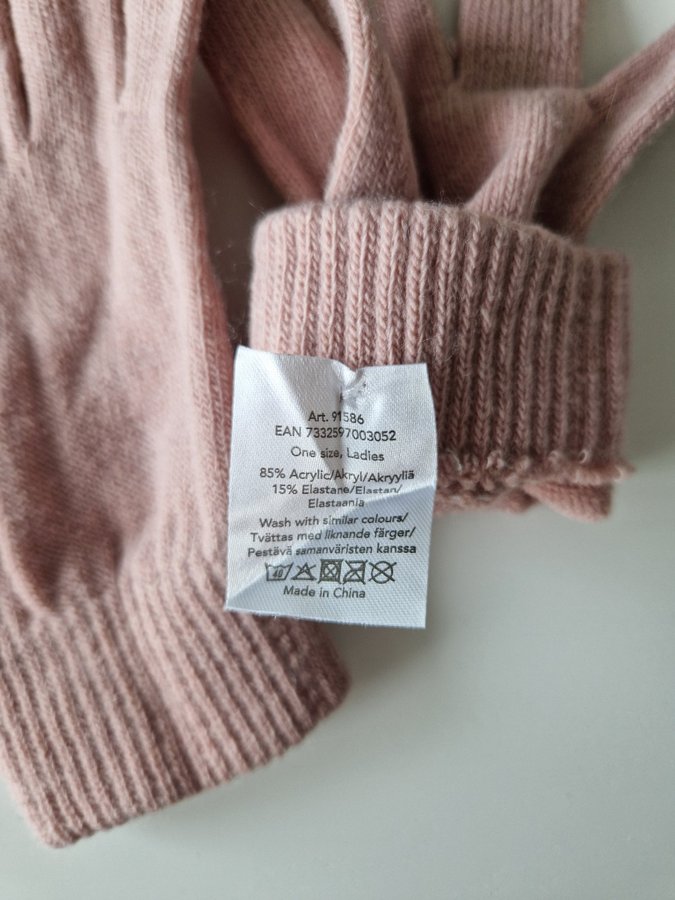 Art. 91586
EAN 7332597003052
One size, Ladies
85% Acrylic/Akryl/Akryyliä
15% Elastane/Elastan/
Elastaania
Wash with similar colours/
Tvättas med liknande färger/
Pestävä samanväristen kanssa
40
Made in China